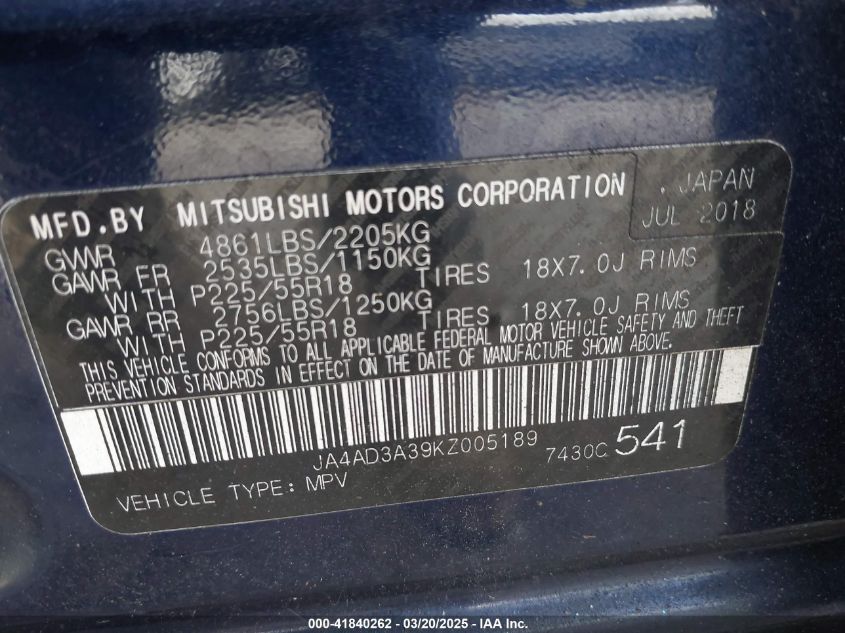 MFD.BY MITSUBISHI MOTORS CORPORATION
. JAPAN
JUL 2018
GVWR 4861LBS/2205KG
GAWR FR 2535LBS/1150KG
WITH P225/55R18 TIRES 18X7.0J RIMS
GAWR RR 2756LBS/1250KG
WITH P225/55R18 TIRES 18X7.0J RIMS
THIS VEHICLE CONFORMS TO ALL APPLICABLE FEDERAL MOTOR VEHICLE SAFETY AND THEFT
PREVENTION STANDARDS IN EFFECT ON THE DATE OF MANUFACTURE SHOWN ABOVE.
JA4AD3A39KZ005189 7430C 541
VEHICLE TYPE: MPV
000-41840262 - 03/20/2025 - IAA Inc.